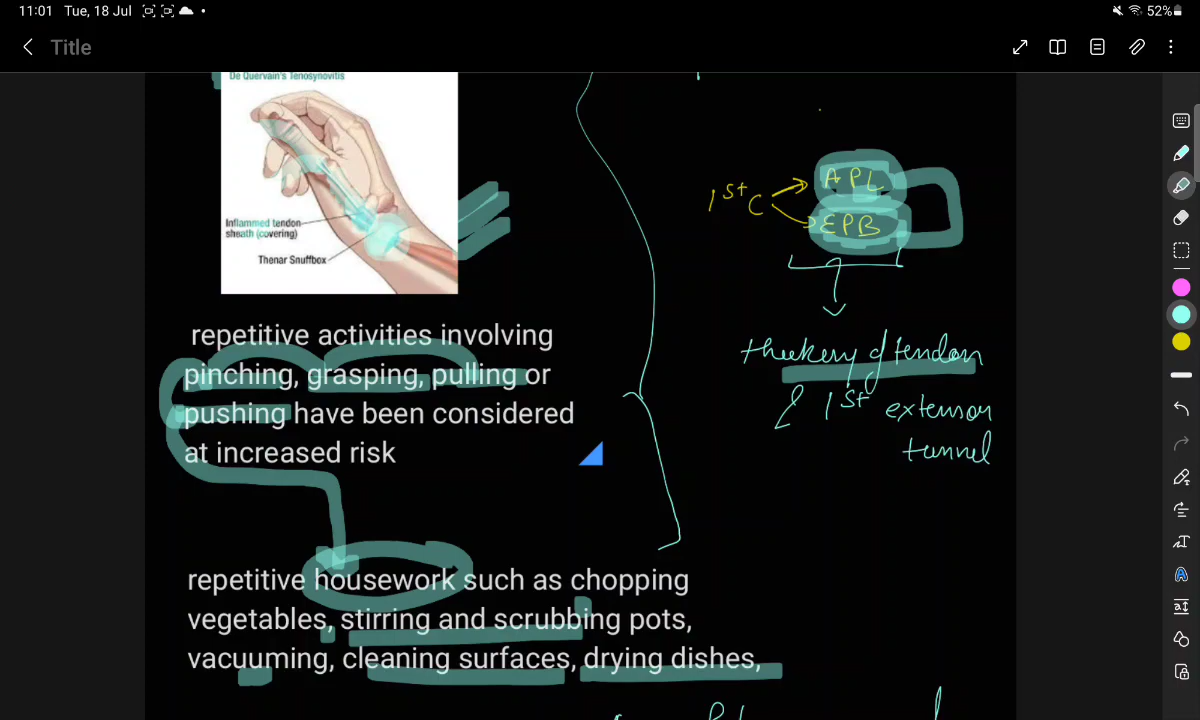 11:01 Tue, 18 Jul
52%
Title
De Quervain's Tenosynovitis
Inflammed tendon
sheath (covering)
Thenar Snuffbox
1st C
APL
EPB
thickery of tendon
& 1st extensor
tunnel
repetitive activities involving
pinching, grasping, pulling or
pushing have been considered
at increased risk
repetitive housework such as chopping
vegetables, stirring and scrubbing pots,
vacuuming, cleaning surfaces, drying dishes,